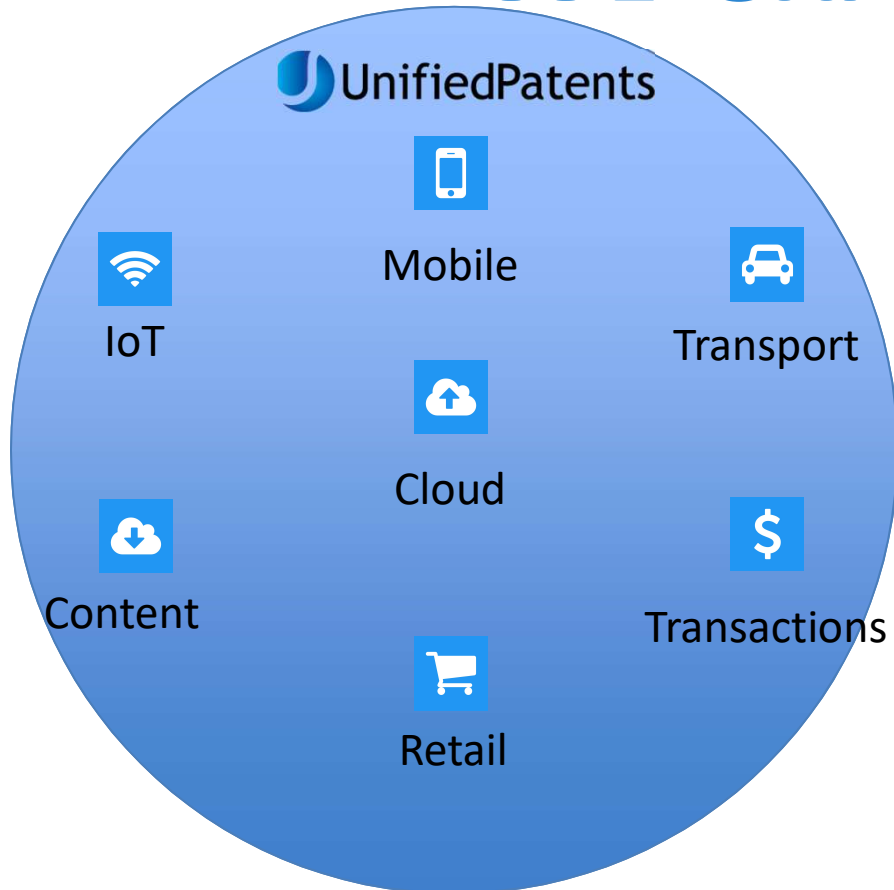 UnifiedPatents
Mobile
IoT
Transport
Cloud
Content
Transactions
Retail